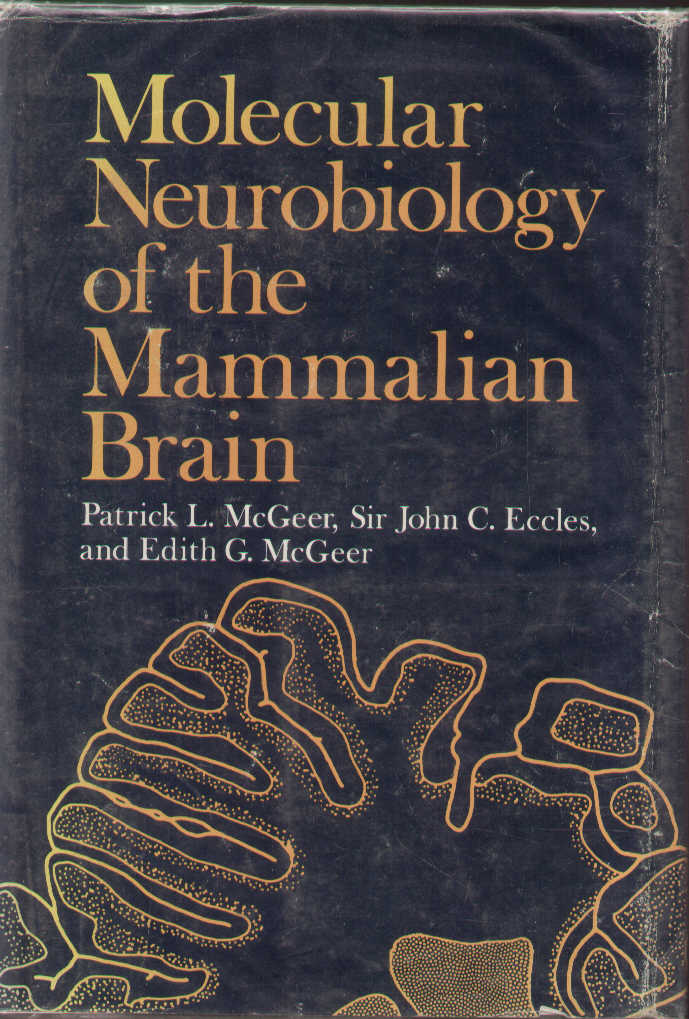 Molecular
Neurobiology
of the
Mammalian
Brain
Patrick L. McGeer, Sir John C. Eccles,
and Edith G. McGeer